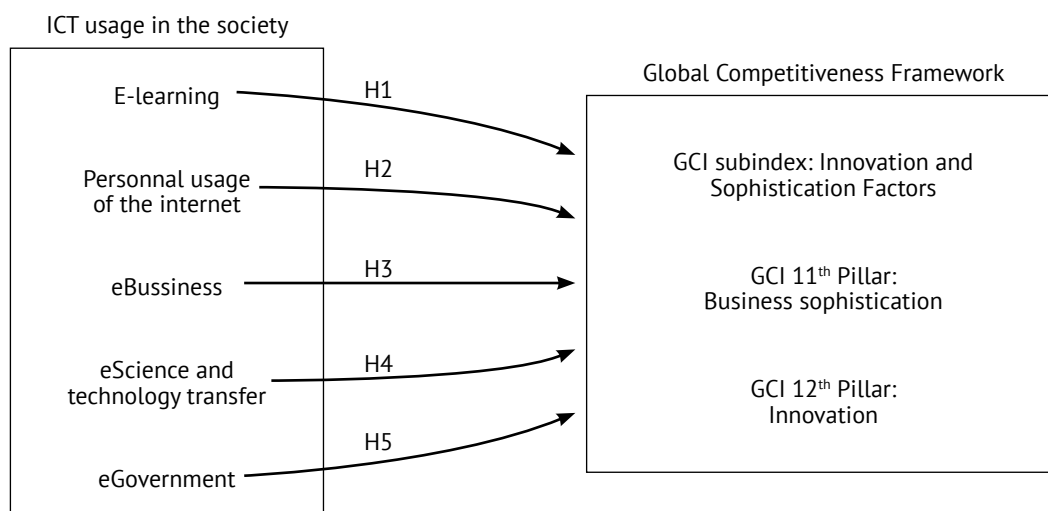 ICT usage in the society
E-learning
Personnal usage
of the internet
eBussiness
eScience and
technology transfer
eGovernment
H1
H2
H3
H4
H5
Global Competitiveness Framework
GCI subindex: Innovation and
Sophistication Factors
GCI 11th Pillar:
Business sophistication
GCI 12th Pillar:
Innovation